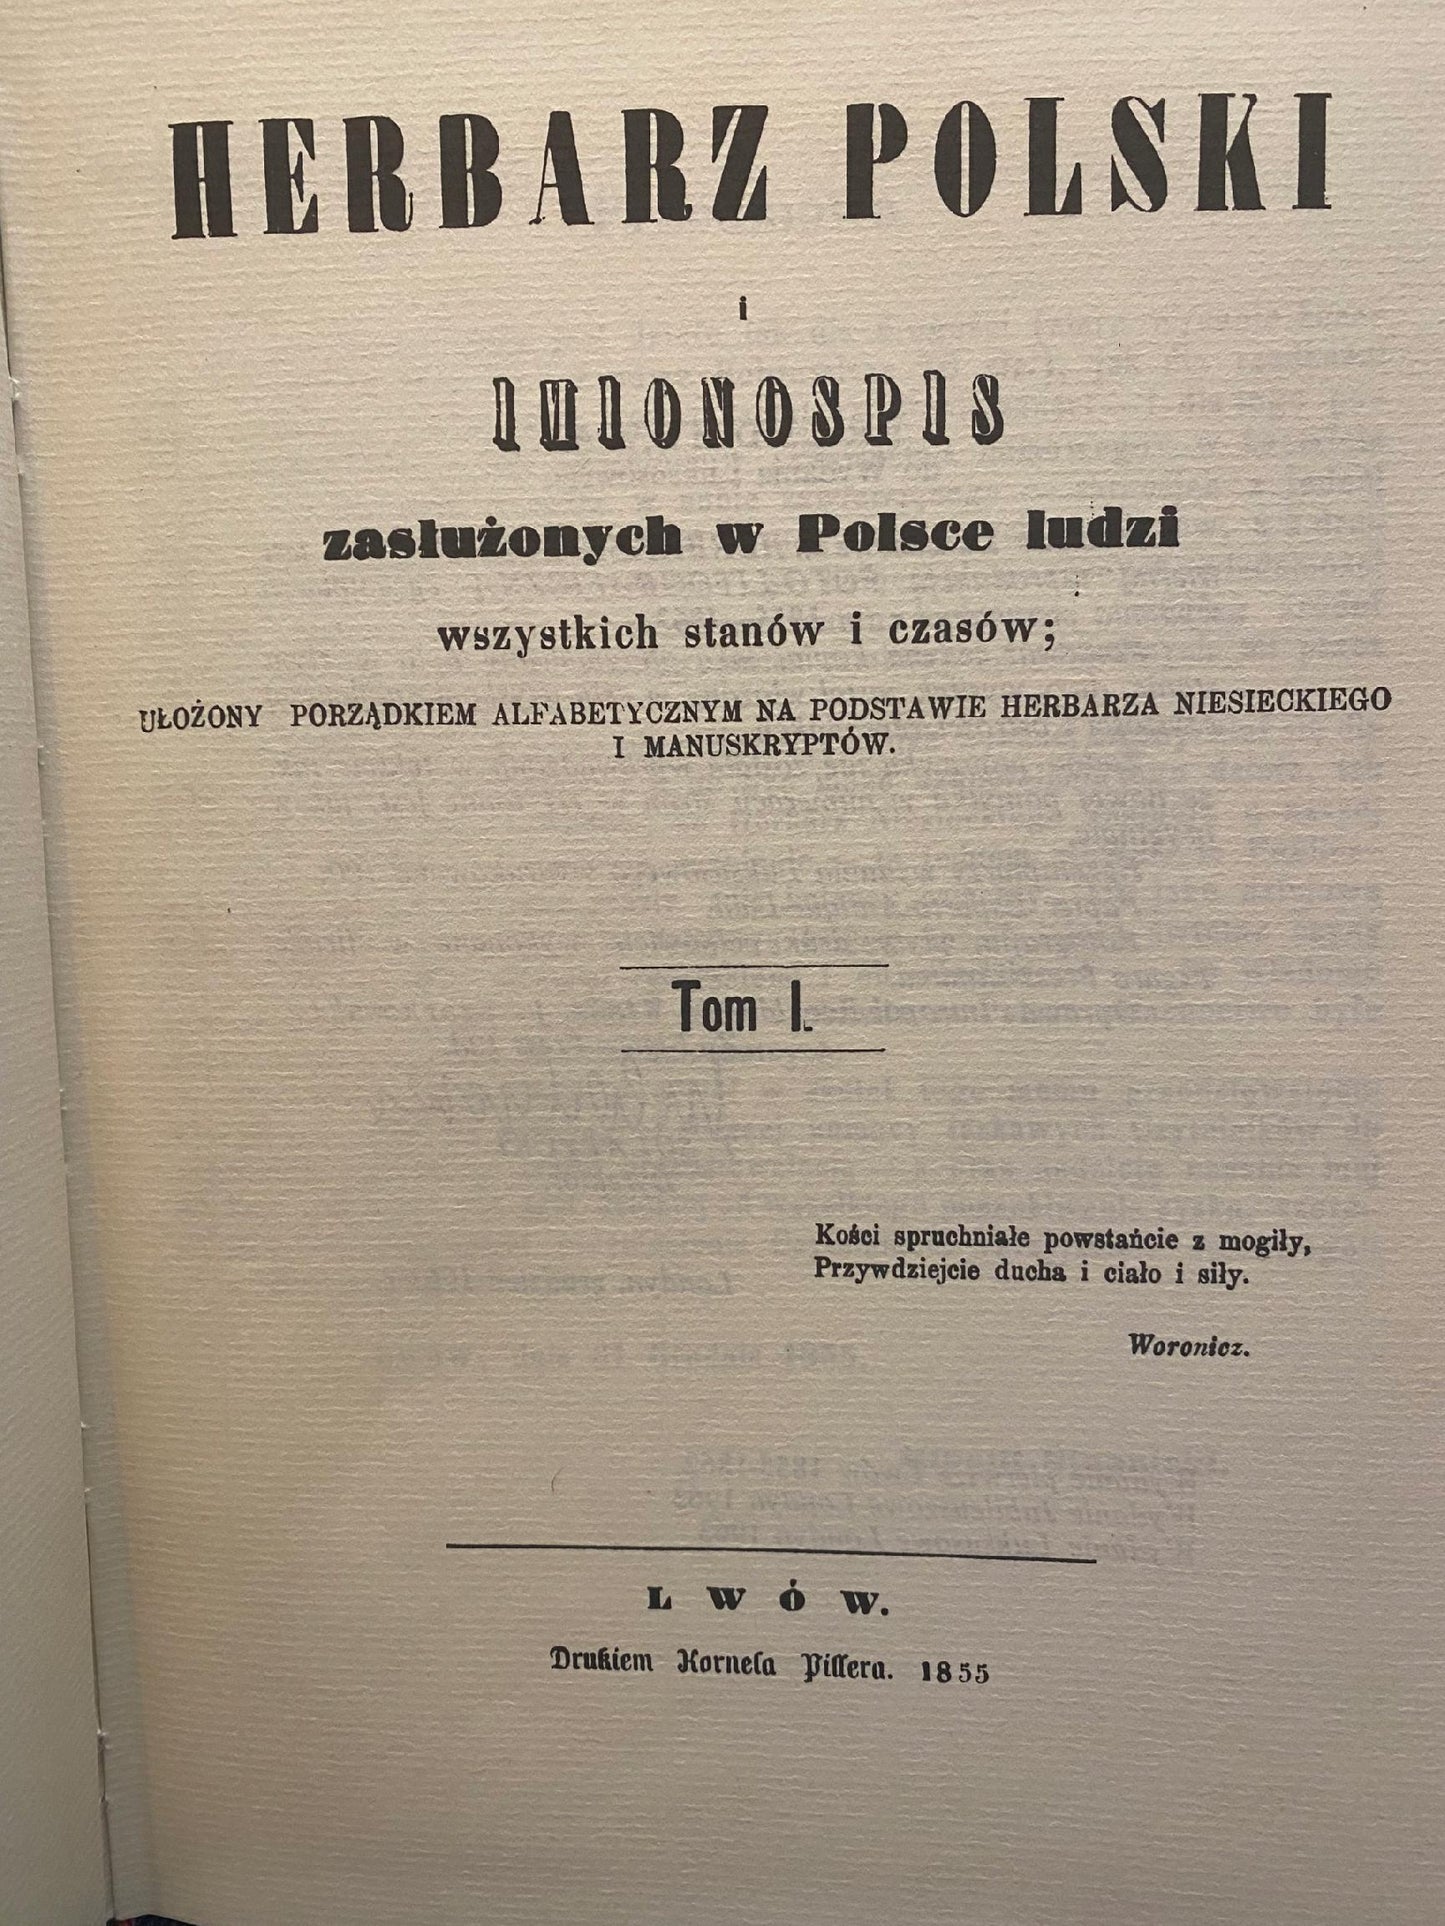 HERBARZ POLSKI
i
IMIONOSPIS
zasłużonych w Polsce ludzi
wszystkich stanów i czasów;
UŁOŻONY PORZĄDKIEM ALFABETYCZNYM NA PODSTAWIE HERBARZA NIESIECKIEGO
I MANUSKRYPTÓW.
Tom I.
Kości spruchniałe powstańcie z mogiły,
Przywdziejcie ducha i ciało i siły.
Woronicz.
LWÓW.
Drukiem Kornela Pillera. 1855